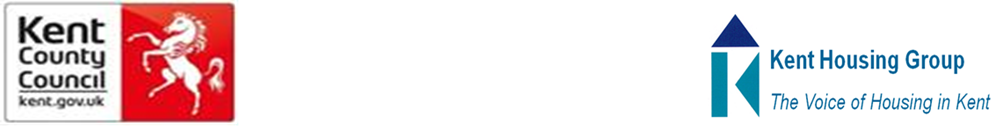 Kent
County
Council
kent.gov.uk
Kent Housing Group
The Voice of Housing in Kent